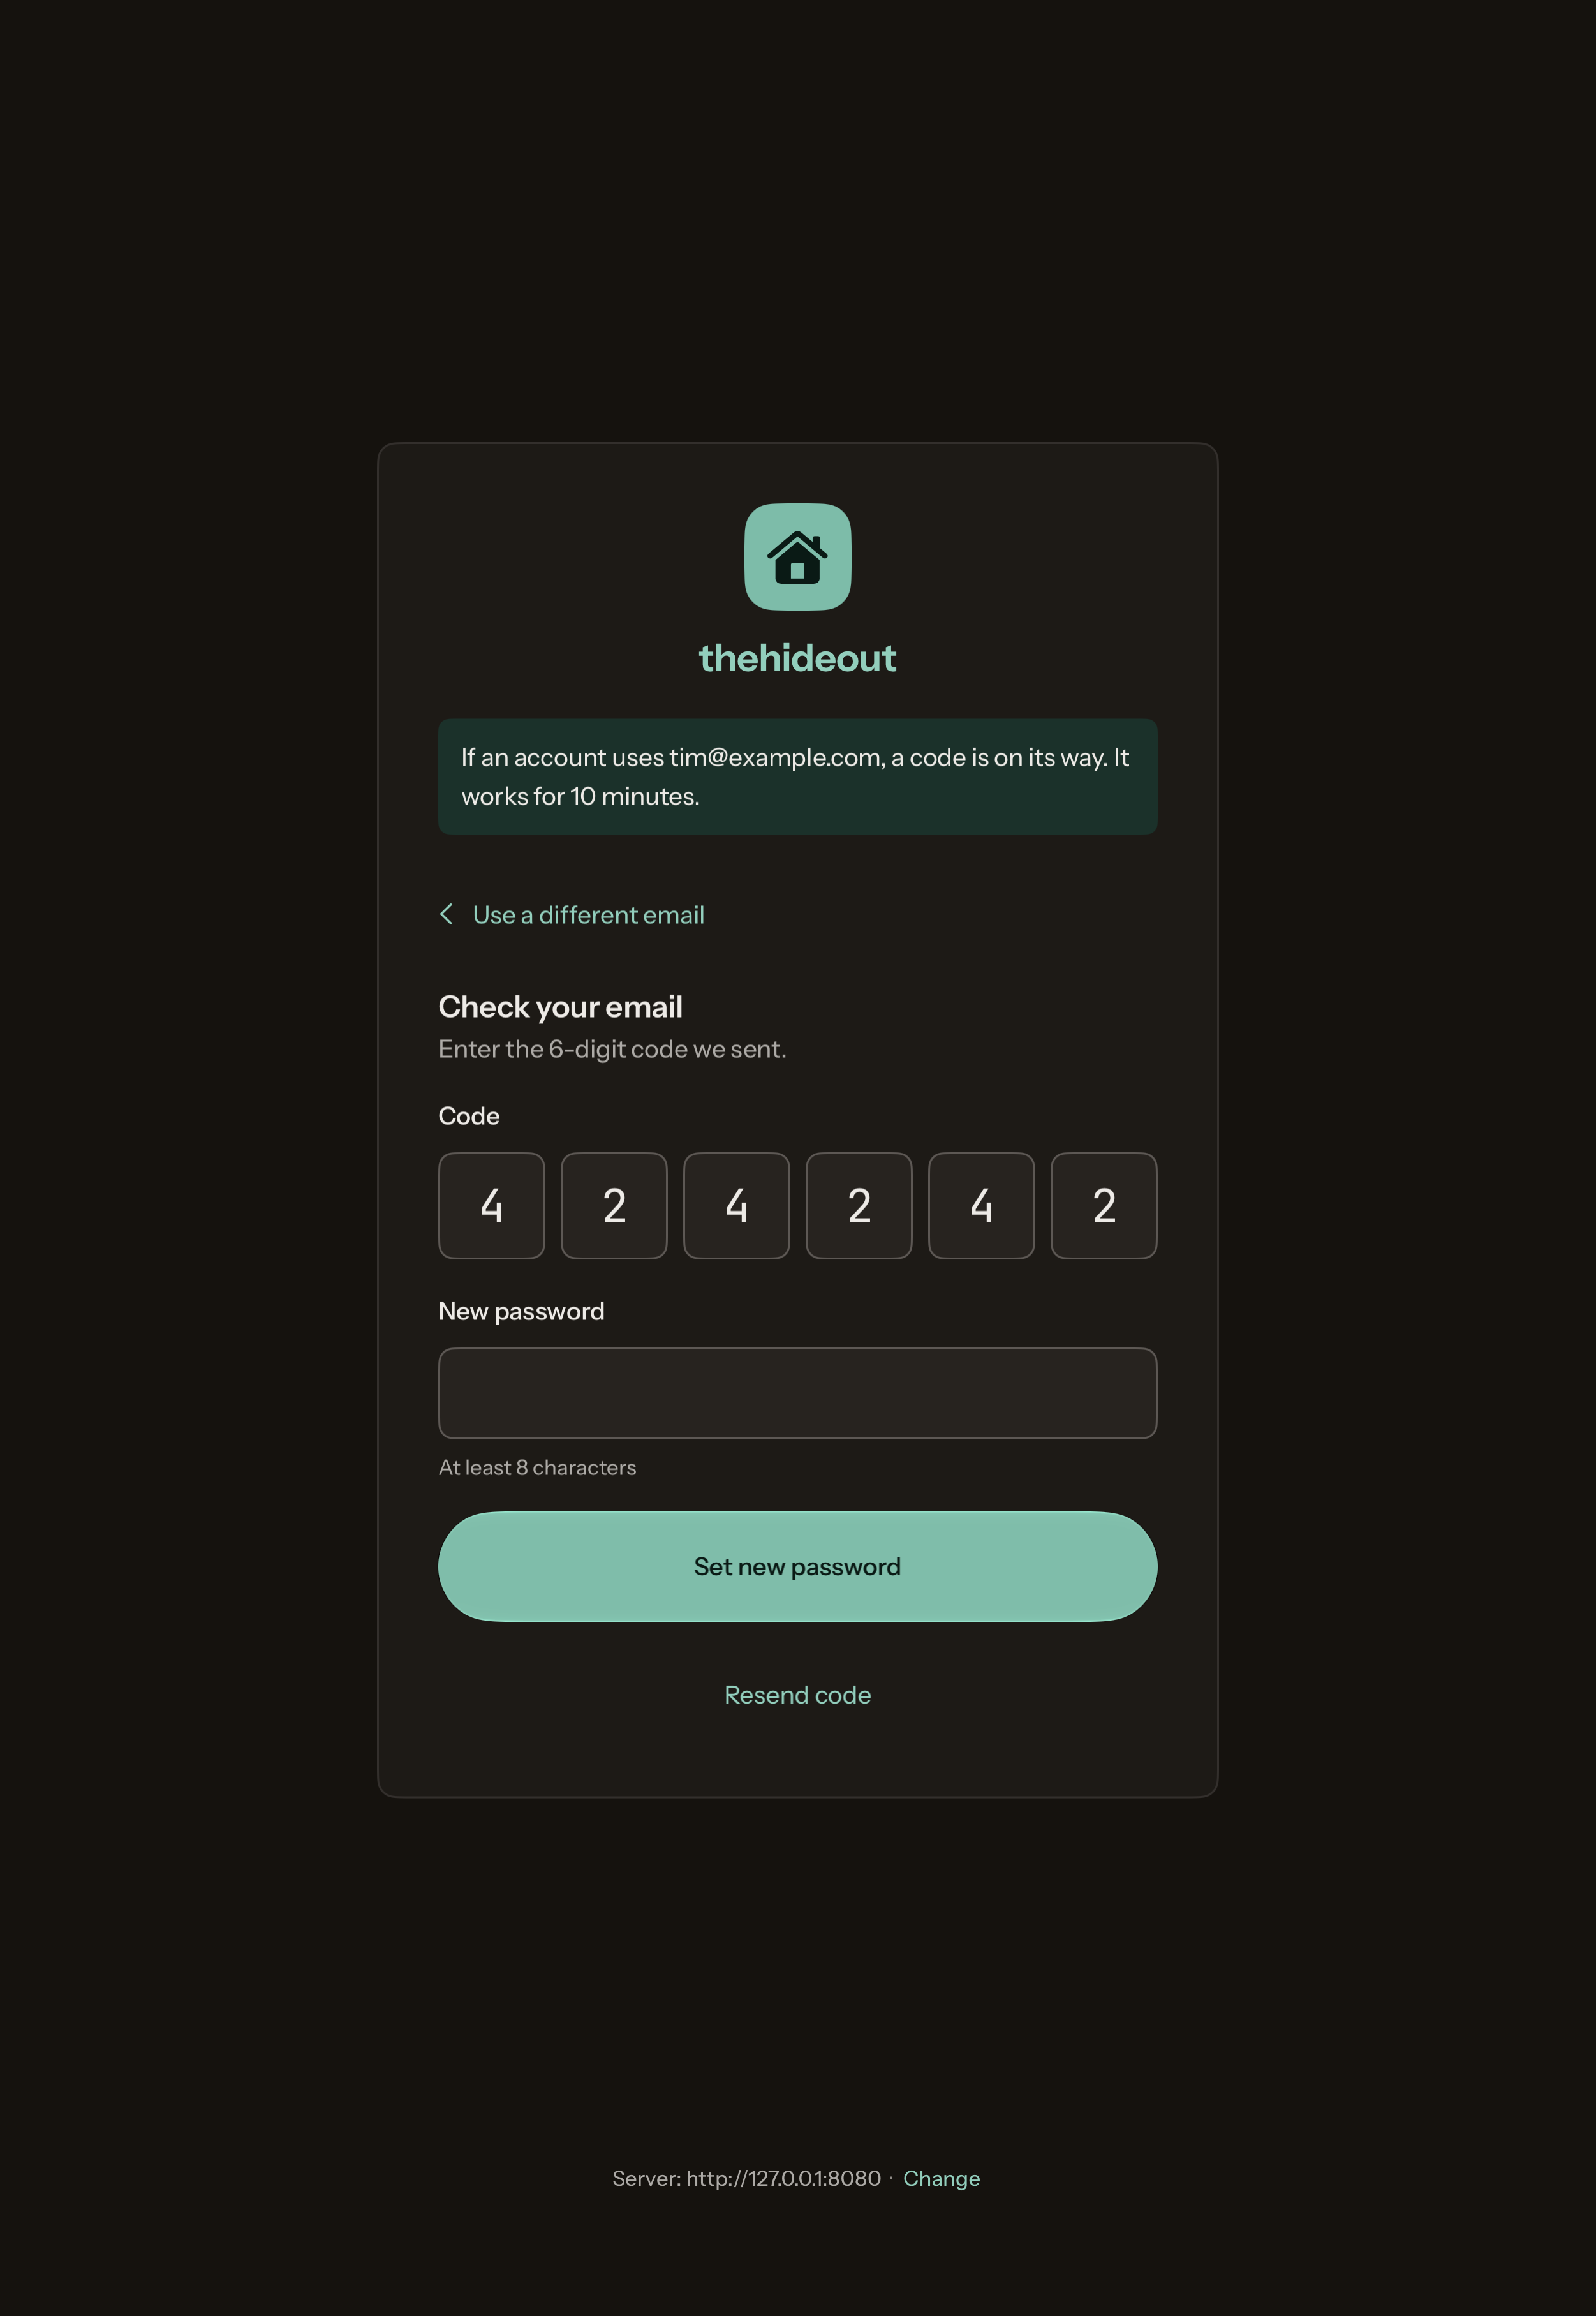 thehideout
If an account uses tim@example.com, a code is on its way. It
works for 10 minutes.
Use a different email
Check your email
Enter the 6-digit code we sent.
Code
4 2 4 2 4 2
New password
At least 8 characters
Set new password
Resend code
Server: http://127.0.0.1:8080 · Change